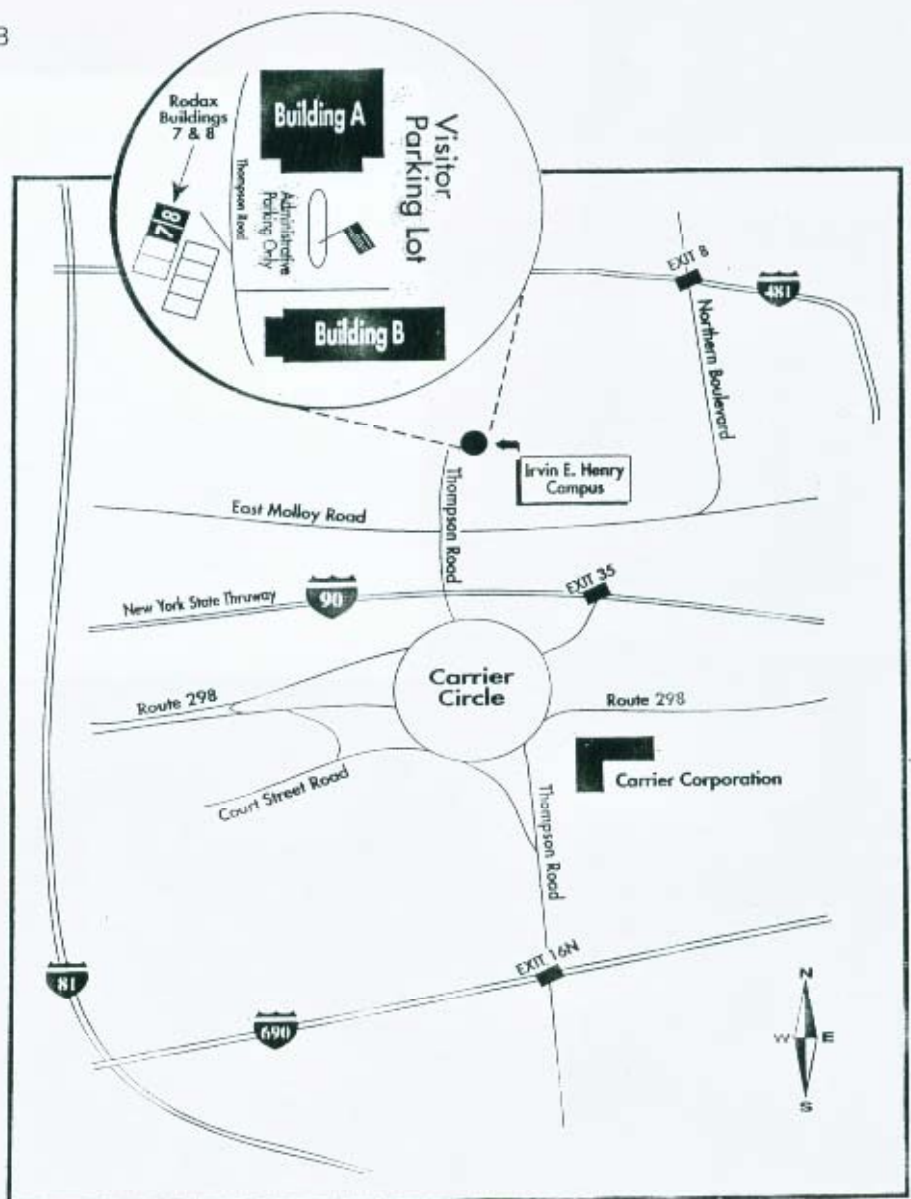 3
Rodax
Buildings
7 & 8
Building A
Visitor
Parking Lot
Thompson Road
Administrative
Parking Only
7/8
Building B
EXIT 8
481
Northern Boulevard
Irvin E. Henry
Campus
Thompson Road
East Molloy Road
New York State Thruway
90
EXIT 35
Carrier
Circle
Route 298
Route 298
Court Street Road
Carrier Corporation
Thompson Road
EXIT 16N
81
690
N
W E
S